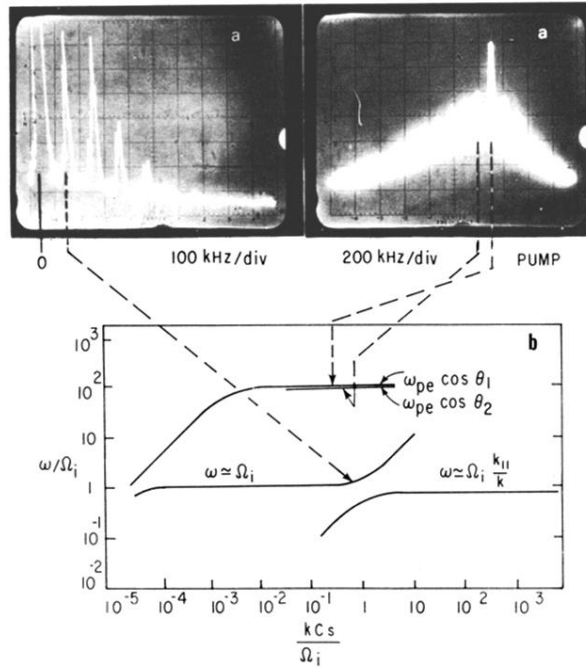 a
a
0
100 kHz/div
200 kHz/div
PUMP
b
10³
10²
10
1
10⁻¹
10⁻²
ω/Ωᵢ
ωpe cos θ₁
ωpe cos θ₂
ω≃Ωᵢ
ω≃Ωᵢ k∥/k
10⁻⁵ 10⁻⁴ 10⁻³ 10⁻² 10⁻¹ 1 10 10² 10³
kCs/Ωᵢ